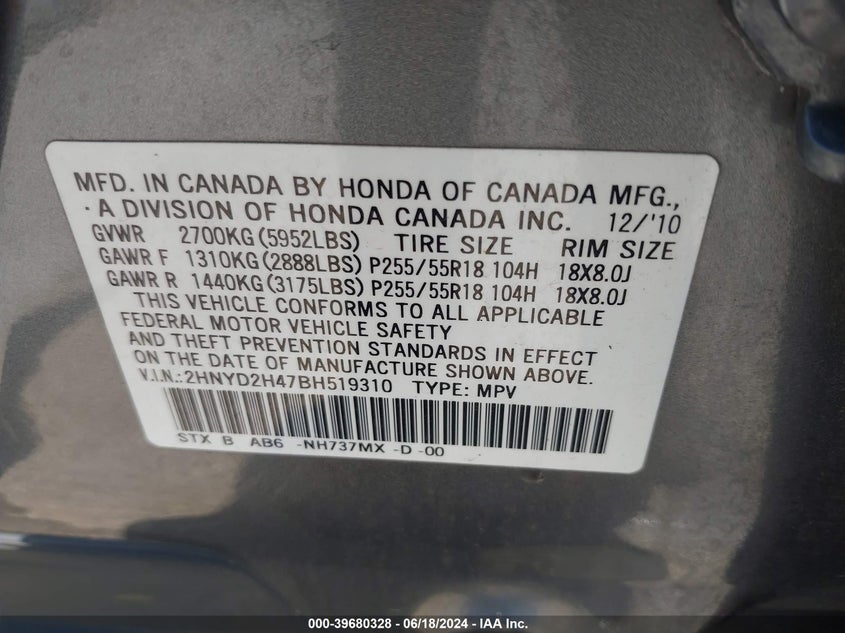 MFD. IN CANADA BY HONDA OF CANADA MFG.,
A DIVISION OF HONDA CANADA INC. 12/'10
GVWR 2700KG(5952LBS) TIRE SIZE RIM SIZE
GAWR F 1310KG(2888LBS) P255/55R18 104H 18X8.0J
GAWR R 1440KG(3175LBS) P255/55R18 104H 18X8.0J
THIS VEHICLE CONFORMS TO ALL APPLICABLE
FEDERAL MOTOR VEHICLE SAFETY
AND THEFT PREVENTION STANDARDS IN EFFECT
ON THE DATE OF MANUFACTURE SHOWN ABOVE.
V.I.N.:2HNYD2H47BH519310 TYPE: MPV
STX B AB6 -NH737MX -D -00
000-39680328 - 06/18/2024 - IAA Inc.